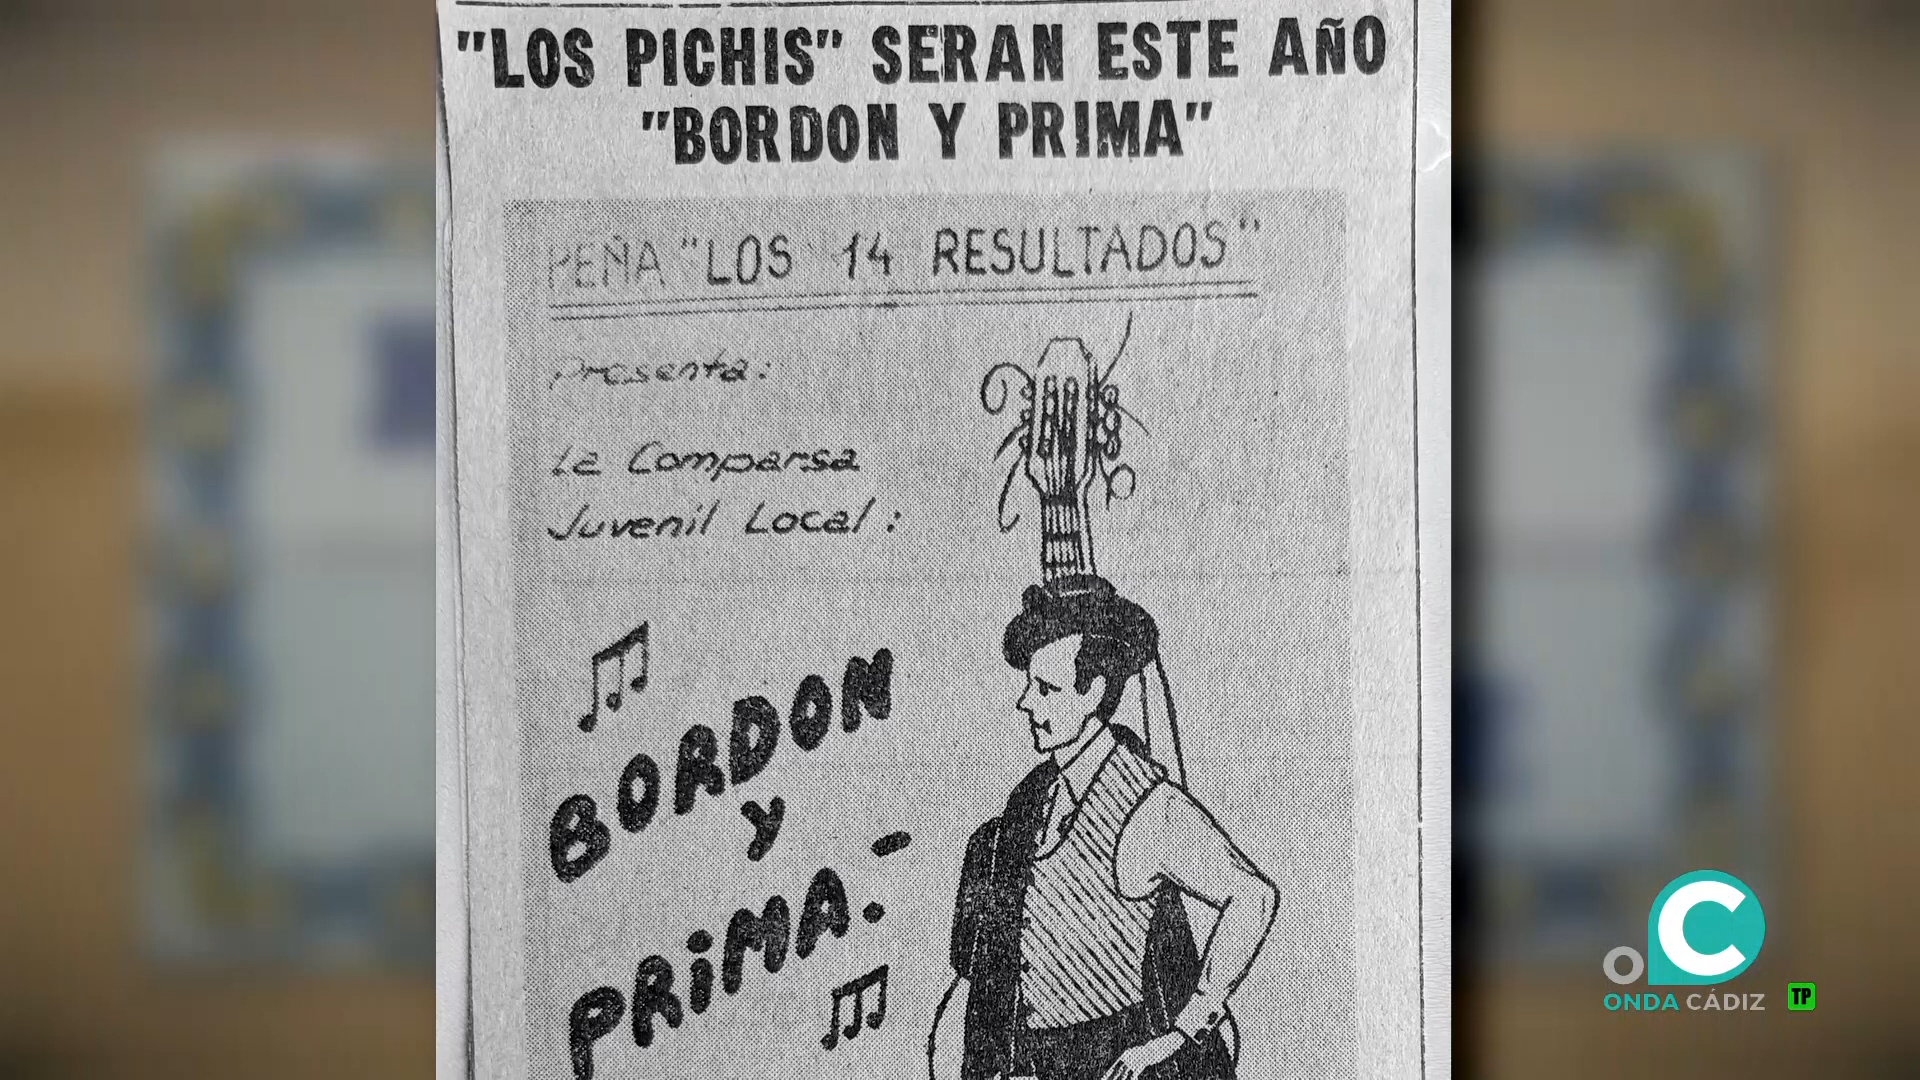 "LOS PICHIS" SERAN ESTE AÑO
"BORDON Y PRIMA"
PEÑA "LOS 14 RESULTADOS"
Presenta:
La Comparsa
Juvenil Local:
BORDON
y
PRiMA.-
ONDA CÁDIZ
TP